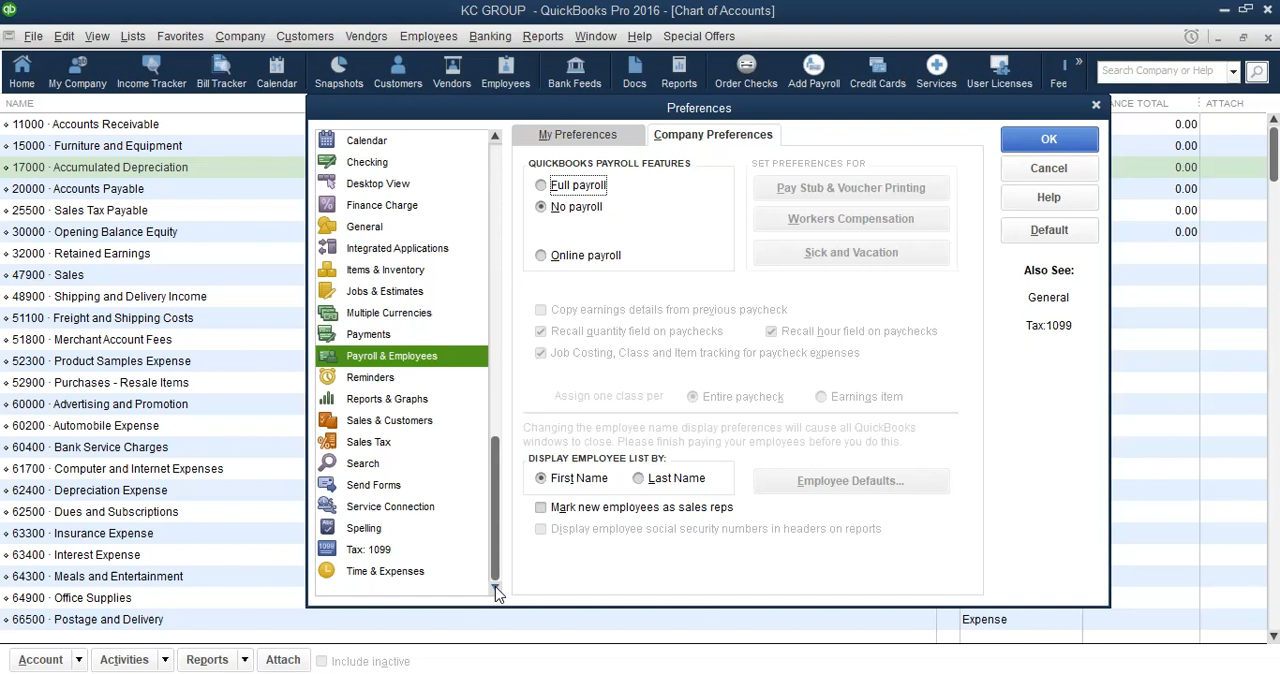 KC GROUP - QuickBooks Pro 2016 - [Chart of Accounts]
File Edit View Lists Favorites Company Customers Vendors Employees Banking Reports Window Help Special Offers
Home My Company Income Tracker Bill Tracker Calendar Snapshots Customers Vendors Employees Bank Feeds Docs Reports Order Checks Add Payroll Credit Cards Services User Licenses Fee » Search Company or Help
NAME
ANCE TOTAL ATTACH
11000 · Accounts Receivable
0.00
15000 · Furniture and Equipment
0.00
17000 · Accumulated Depreciation
0.00
20000 · Accounts Payable
0.00
25500 · Sales Tax Payable
0.00
30000 · Opening Balance Equity
0.00
32000 · Retained Earnings
47900 · Sales
48900 · Shipping and Delivery Income
51100 · Freight and Shipping Costs
51800 · Merchant Account Fees
52300 · Product Samples Expense
52900 · Purchases - Resale Items
60000 · Advertising and Promotion
60200 · Automobile Expense
60400 · Bank Service Charges
61700 · Computer and Internet Expenses
62400 · Depreciation Expense
62500 · Dues and Subscriptions
63300 · Insurance Expense
63400 · Interest Expense
64300 · Meals and Entertainment
64900 · Office Supplies
66500 · Postage and Delivery
Expense
Preferences
Calendar
Checking
Desktop View
Finance Charge
General
Integrated Applications
Items & Inventory
Jobs & Estimates
Multiple Currencies
Payments
Payroll & Employees
Reminders
Reports & Graphs
Sales & Customers
Sales Tax
Search
Send Forms
Service Connection
Spelling
Tax: 1099
Time & Expenses
My Preferences Company Preferences
QUICKBOOKS PAYROLL FEATURES
Full payroll
No payroll
Online payroll
SET PREFERENCES FOR
Pay Stub & Voucher Printing
Workers Compensation
Sick and Vacation
Copy earnings details from previous paycheck
Recall quantity field on paychecks Recall hour field on paychecks
Job Costing, Class and Item tracking for paycheck expenses
Assign one class per Entire paycheck Earnings item
Changing the employee name display preferences will cause all QuickBooks
windows to close. Please finish paying your employees before you do this.
DISPLAY EMPLOYEE LIST BY:
First Name Last Name
Employee Defaults...
Mark new employees as sales reps
Display employee social security numbers in headers on reports
OK
Cancel
Help
Default
Also See:
General
Tax:1099
Account Activities Reports Attach Include inactive